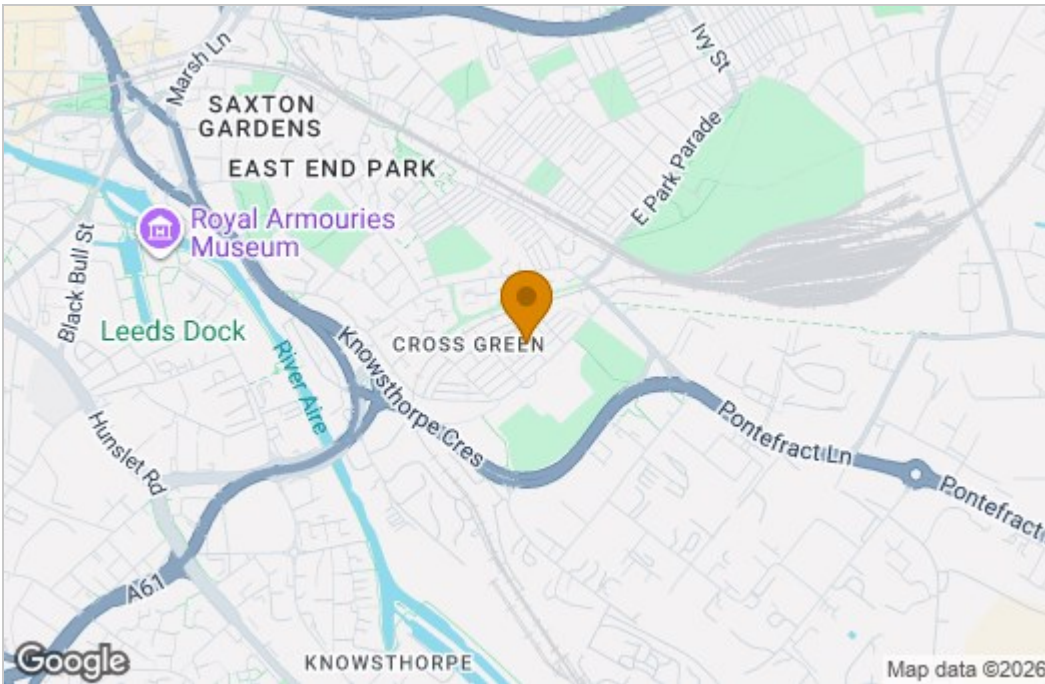 Ivy St
Marsh Ln
SAXTON
GARDENS
EAST END PARK
E Park Parade
Royal Armouries
Museum
Black Bull St
Leeds Dock
River Aire
CROSS GREEN
Knowsthorpe Cres
Hunslet Rd
Pontefract Ln
Pontefract
A61
KNOWSTHORPE
Google
Map data ©2026